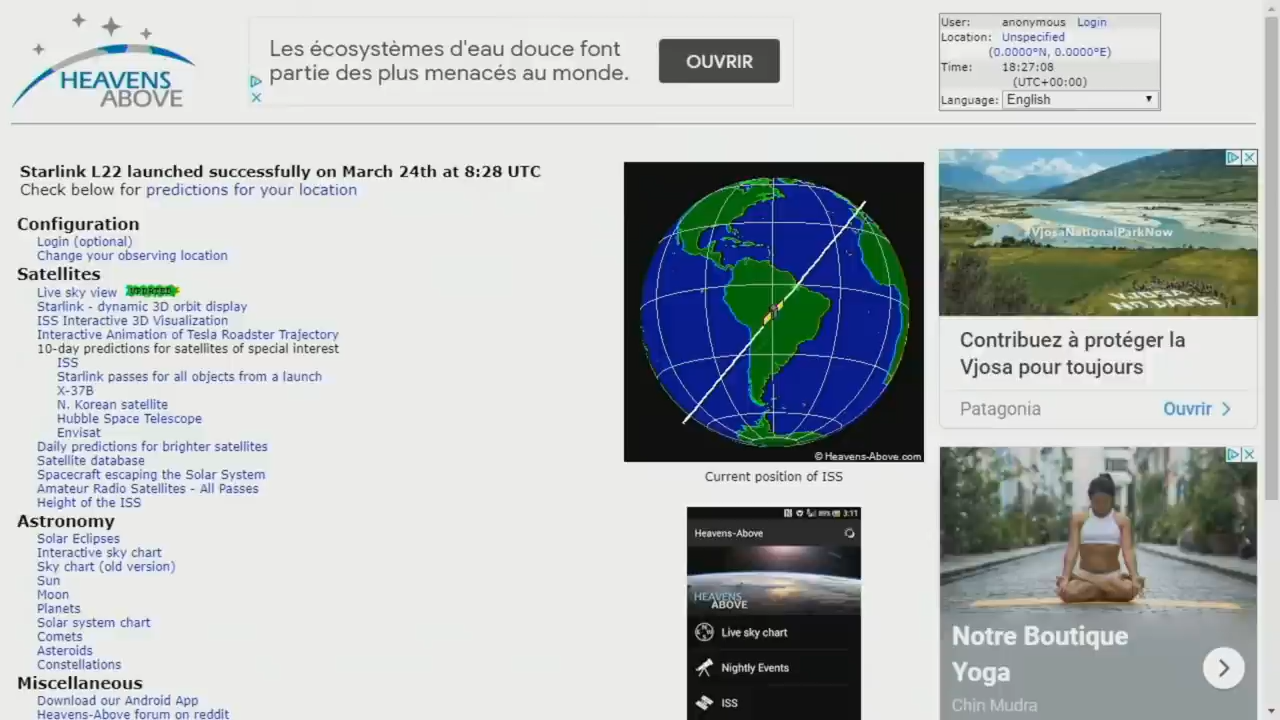 HEAVENS
ABOVE
Les écosystèmes d'eau douce font
partie des plus menacés au monde.
OUVRIR
User: anonymous Login
Location: Unspecified
(0.0000°N, 0.0000°E)
Time: 18:27:08
(UTC+00:00)
Language: English
Starlink L22 launched successfully on March 24th at 8:28 UTC
Check below for predictions for your location
Configuration
Login (optional)
Change your observing location
Satellites
Live sky view UPDATED
Starlink - dynamic 3D orbit display
ISS Interactive 3D Visualization
Interactive Animation of Tesla Roadster Trajectory
10-day predictions for satellites of special interest
ISS
Starlink passes for all objects from a launch
X-37B
N. Korean satellite
Hubble Space Telescope
Envisat
Daily predictions for brighter satellites
Satellite database
Spacecraft escaping the Solar System
Amateur Radio Satellites - All Passes
Height of the ISS
Astronomy
Solar Eclipses
Interactive sky chart
Sky chart (old version)
Sun
Moon
Planets
Solar system chart
Comets
Asteroids
Constellations
Miscellaneous
Download our Android App
Heavens-Above forum on reddit
© Heavens-Above.com
Current position of ISS
89% 3:11
Heavens-Above
HEAVENS
ABOVE
Live sky chart
Nightly Events
ISS
#VjosaNationalParkNow
VJOSA
NO DAMS
Contribuez à protéger la
Vjosa pour toujours
Patagonia
Ouvrir
Notre Boutique
Yoga
Chin Mudra